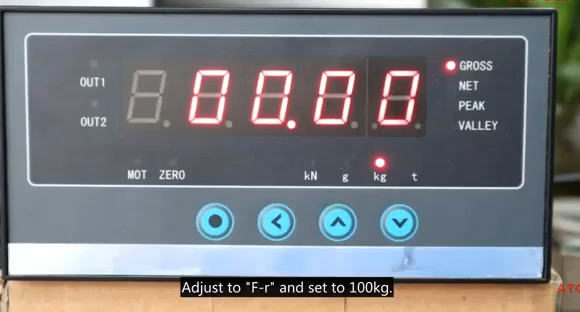 OUT1
OUT2
00.00
GROSS
NET
PEAK
VALLEY
MOT ZERO
kN g kg t
Adjust to "F-r" and set to 100kg.